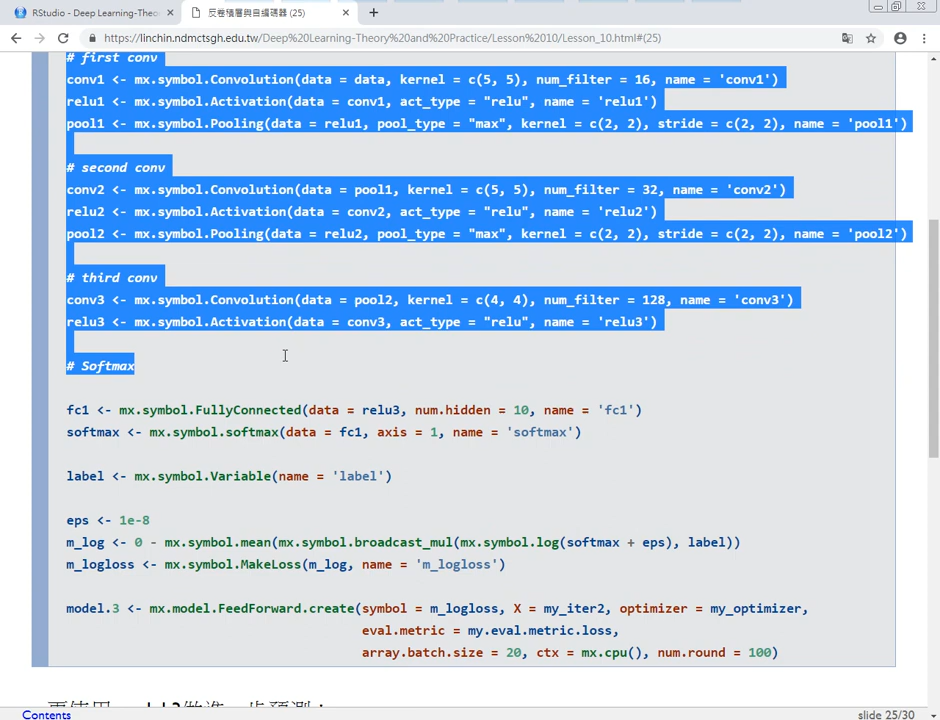 RStudio - Deep Learning-Theo
反卷積層與自編碼器 (25)
https://linchin.ndmctsgh.edu.tw/Deep%20Learning-Theory%20and%20Practice/Lesson%2010/Lesson_10.html#(25)
# first conv
conv1 <- mx.symbol.Convolution(data = data, kernel = c(5, 5), num_filter = 16, name = 'conv1')
relu1 <- mx.symbol.Activation(data = conv1, act_type = "relu", name = 'relu1')
pool1 <- mx.symbol.Pooling(data = relu1, pool_type = "max", kernel = c(2, 2), stride = c(2, 2), name = 'pool1')
# second conv
conv2 <- mx.symbol.Convolution(data = pool1, kernel = c(5, 5), num_filter = 32, name = 'conv2')
relu2 <- mx.symbol.Activation(data = conv2, act_type = "relu", name = 'relu2')
pool2 <- mx.symbol.Pooling(data = relu2, pool_type = "max", kernel = c(2, 2), stride = c(2, 2), name = 'pool2')
# third conv
conv3 <- mx.symbol.Convolution(data = pool2, kernel = c(4, 4), num_filter = 128, name = 'conv3')
relu3 <- mx.symbol.Activation(data = conv3, act_type = "relu", name = 'relu3')
# Softmax
fc1 <- mx.symbol.FullyConnected(data = relu3, num.hidden = 10, name = 'fc1')
softmax <- mx.symbol.softmax(data = fc1, axis = 1, name = 'softmax')
label <- mx.symbol.Variable(name = 'label')
eps <- 1e-8
m_log <- 0 - mx.symbol.mean(mx.symbol.broadcast_mul(mx.symbol.log(softmax + eps), label))
m_logloss <- mx.symbol.MakeLoss(m_log, name = 'm_logloss')
model.3 <- mx.model.FeedForward.create(symbol = m_logloss, X = my_iter2, optimizer = my_optimizer,
eval.metric = my.eval.metric.loss,
array.batch.size = 20, ctx = mx.cpu(), num.round = 100)
Contents
slide 25/30